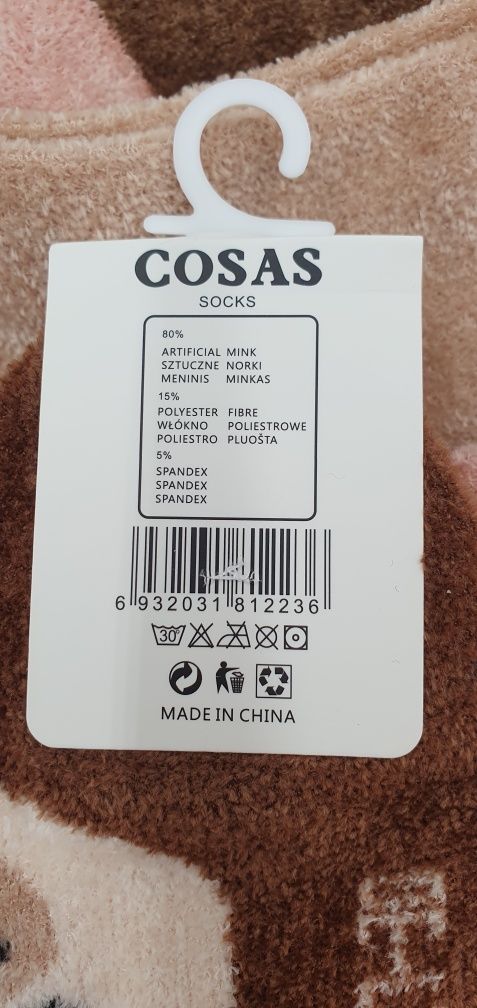 COSAS
SOCKS
80%
ARTIFICIAL MINK
SZTUCZNE NORKI
MENINIS MINKAS
15%
POLYESTER FIBRE
WŁÓKNO POLIESTROWE
POLIESTRO PLUOŠTA
5%
SPANDEX
SPANDEX
SPANDEX
6 932031 812236
30°
MADE IN CHINA